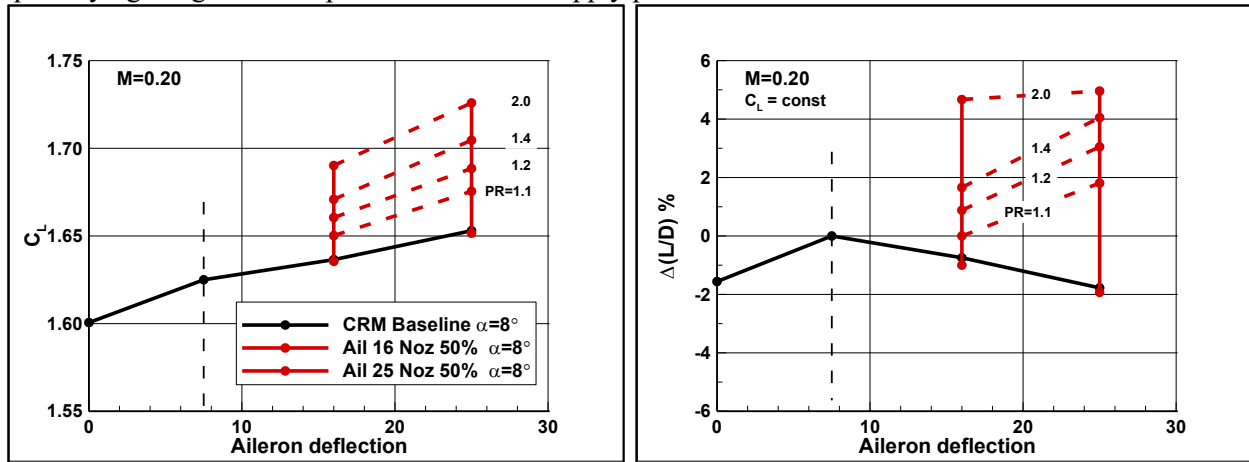 M=0.20
1.75
1.70
1.65
1.60
1.55
C_L
2.0
1.4
1.2
PR=1.1
CRM Baseline α=8°
Ail 16 Noz 50% α=8°
Ail 25 Noz 50% α=8°
0
10
20
30
Aileron deflection
M=0.20
C_L = const
6
4
2
0
-2
-4
-6
Δ(L/D) %
2.0
1.4
1.2
PR=1.1
0
10
20
30
Aileron deflection